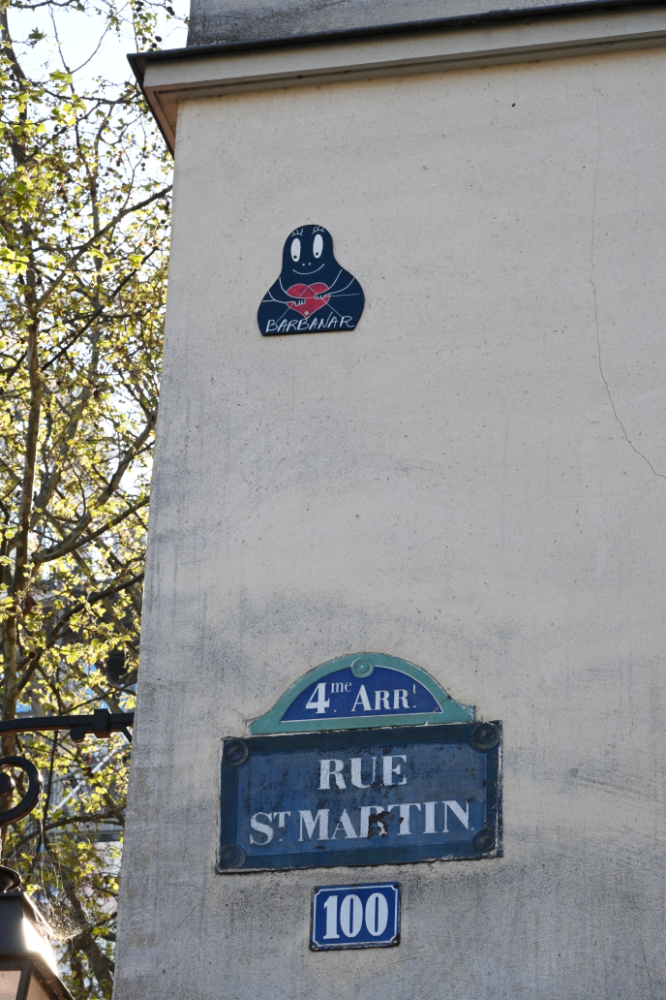 BARBANAR
4me ARRt.
RUE
ST. MARTIN
100